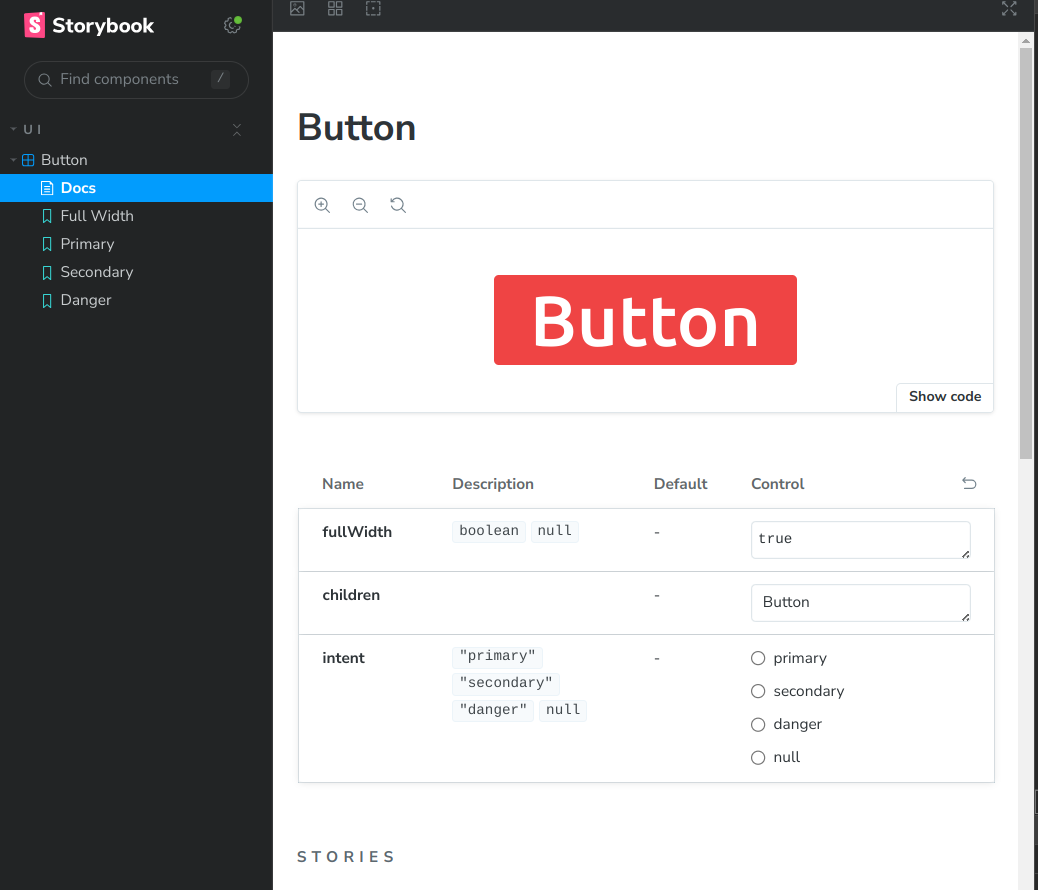 Storybook
Find components /
UI
Button
Docs
Full Width
Primary
Secondary
Danger
Button
Button
Show code
Name Description Default Control
fullWidth boolean null - true
children - Button
intent "primary" - primary
"secondary" secondary
"danger" null danger
null
STORIES